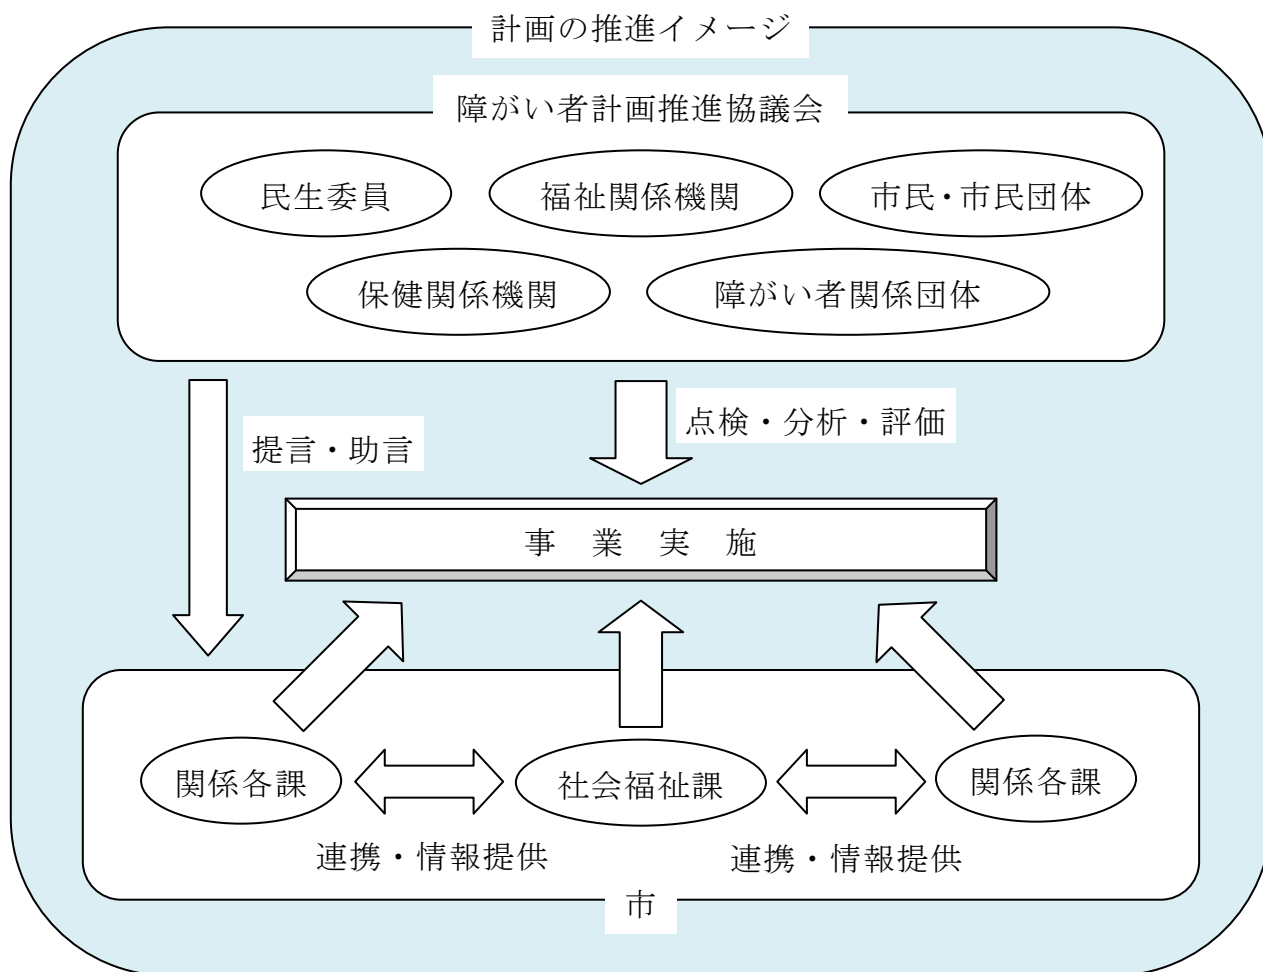 計画の推進イメージ
障がい者計画推進協議会
民生委員
福祉関係機関
市民・市民団体
保健関係機関
障がい者関係団体
提言・助言
点検・分析・評価
事　業　実　施
関係各課
社会福祉課
関係各課
連携・情報提供
連携・情報提供
市